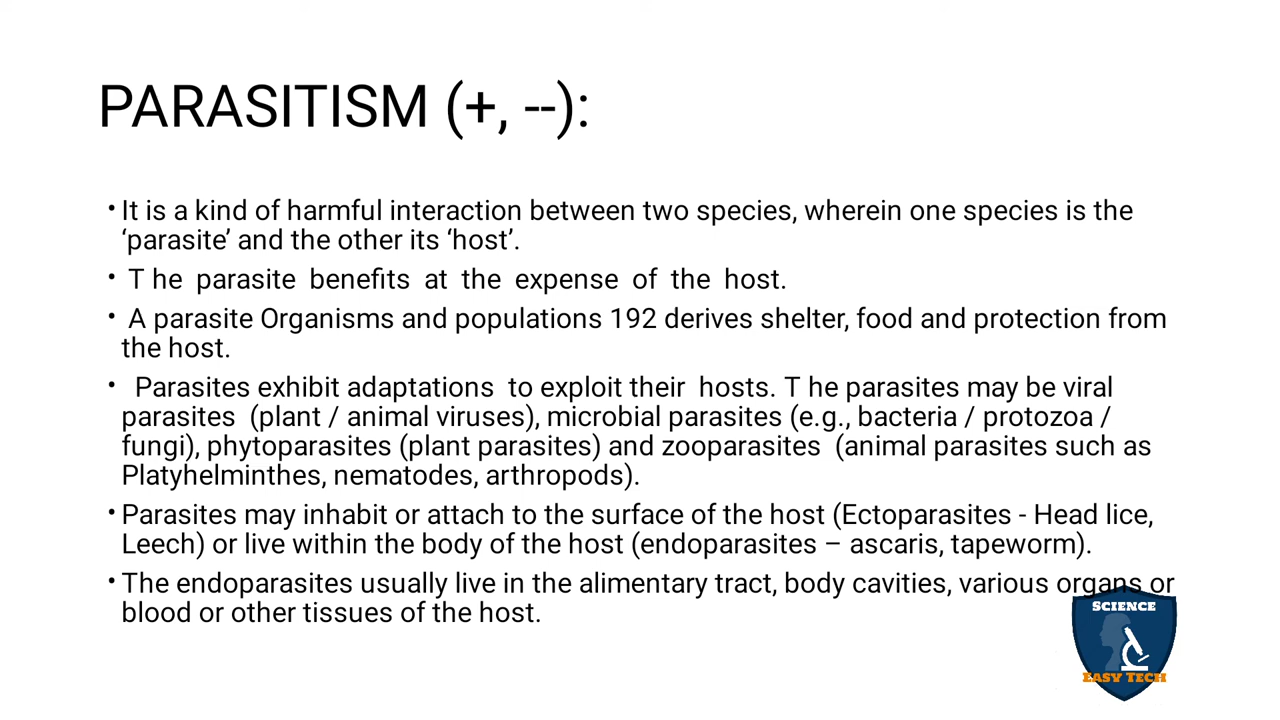 PARASITISM (+, --):
• It is a kind of harmful interaction between two species, wherein one species is the
‘parasite’ and the other its ‘host’.
• T he parasite benefits at the expense of the host.
• A parasite Organisms and populations 192 derives shelter, food and protection from
the host.
• Parasites exhibit adaptations to exploit their hosts. T he parasites may be viral
parasites (plant / animal viruses), microbial parasites (e.g., bacteria / protozoa /
fungi), phytoparasites (plant parasites) and zooparasites (animal parasites such as
Platyhelminthes, nematodes, arthropods).
• Parasites may inhabit or attach to the surface of the host (Ectoparasites - Head lice,
Leech) or live within the body of the host (endoparasites – ascaris, tapeworm).
• The endoparasites usually live in the alimentary tract, body cavities, various organs or
blood or other tissues of the host.
SCIENCE
EASY TECH